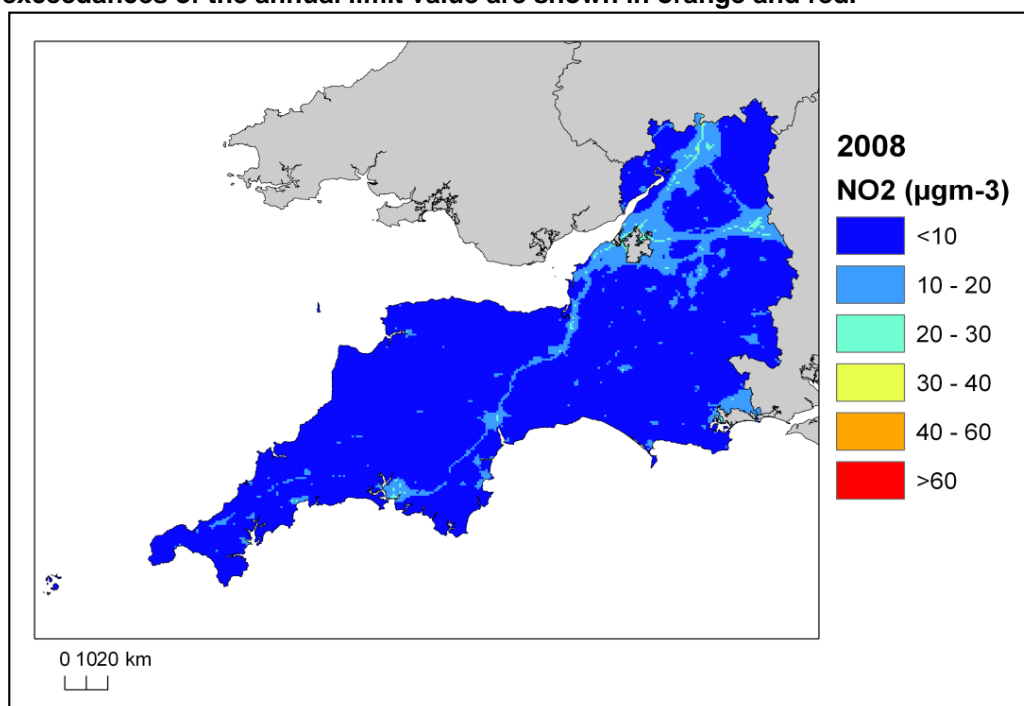 exceedances of the annual limit value are shown in orange and red.
2008
NO2 (µgm-3)
<10
10 - 20
20 - 30
30 - 40
40 - 60
>60
0 1020 km